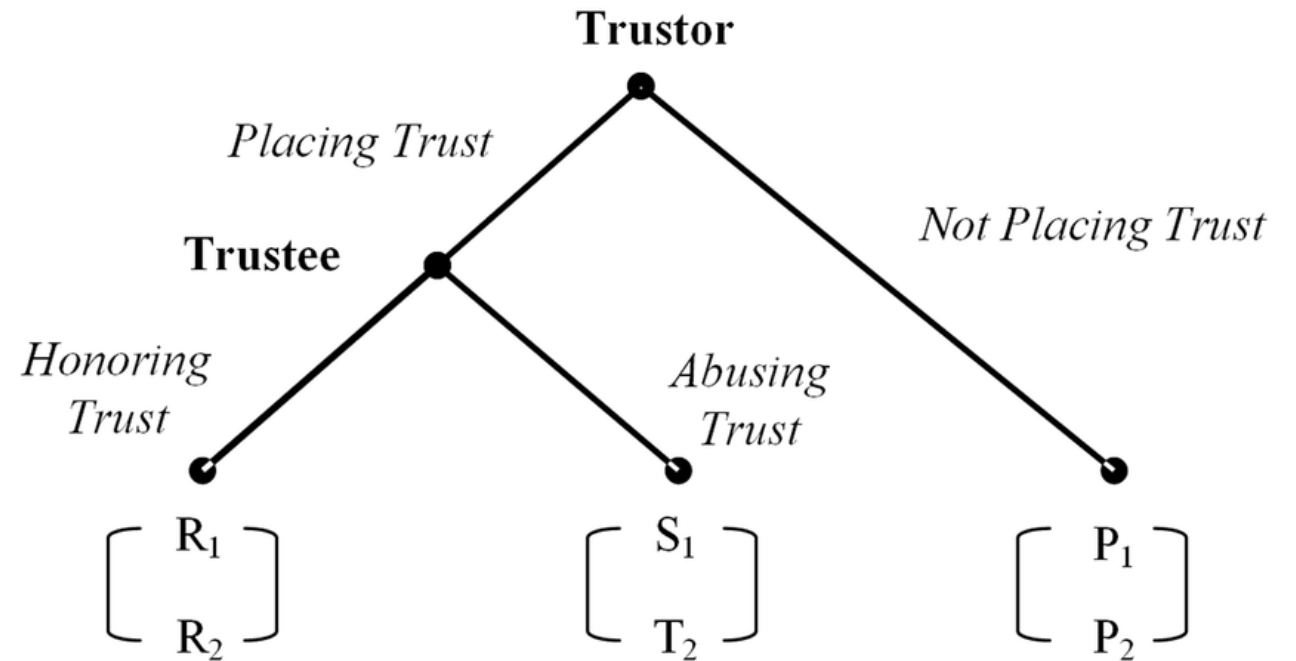 Trustor
Placing Trust
Not Placing Trust
Trustee
Honoring
Trust
Abusing
Trust
R₁
R₂
S₁
T₂
P₁
P₂